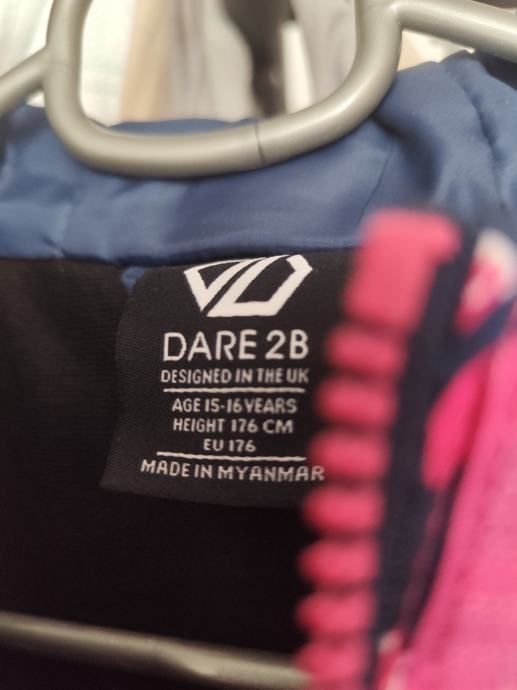 DARE 2B
DESIGNED IN THE UK
AGE 15-16 YEARS
HEIGHT 176 CM
EU 176
MADE IN MYANMAR